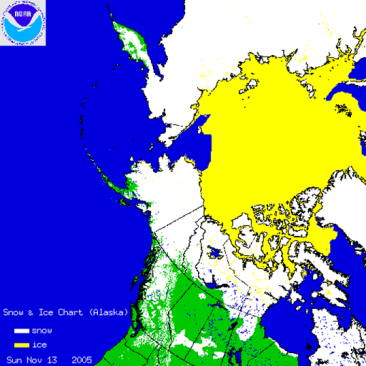 NOAA
Snow & Ice Chart (Alaska)
snow
ice
Sun Nov 13 2005